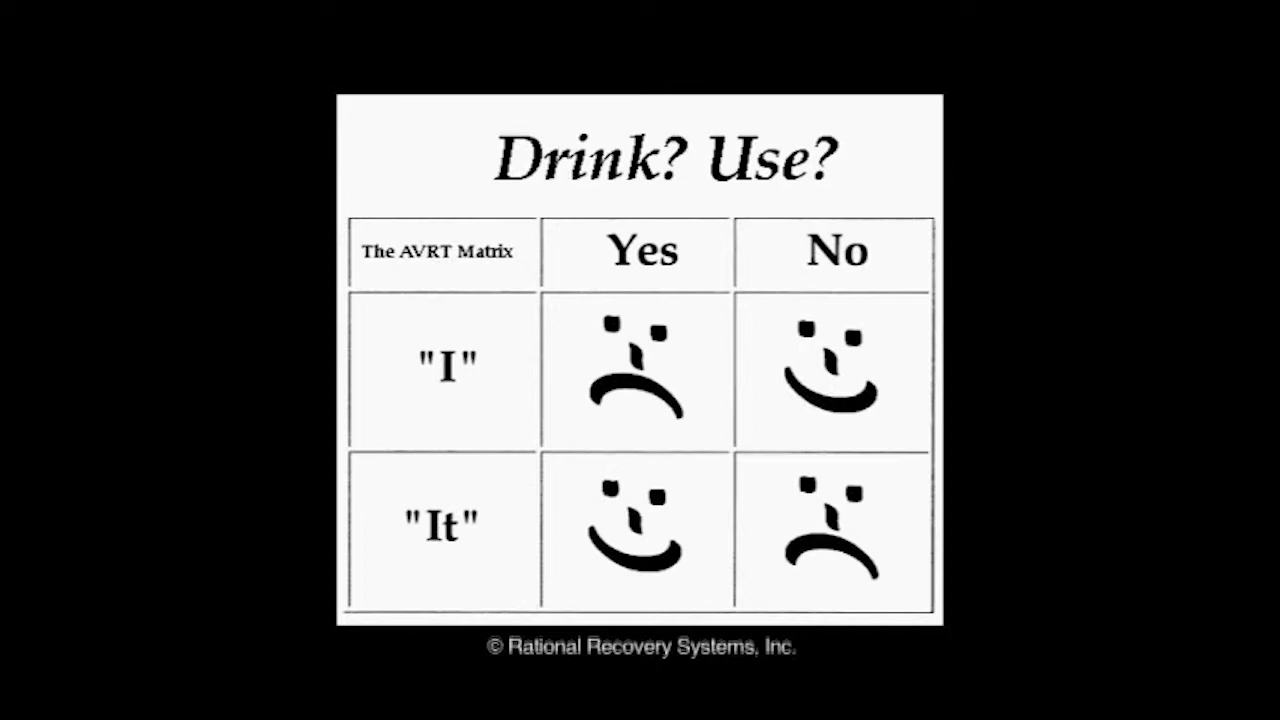 Drink? Use?
The AVRT Matrix Yes No
"I"
"It"
© Rational Recovery Systems, Inc.